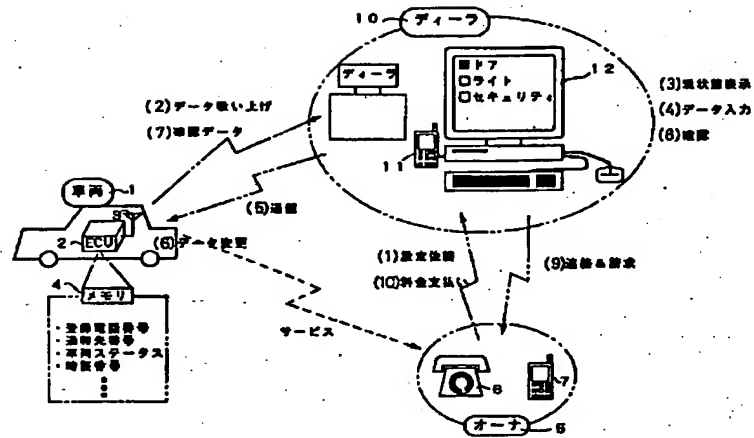 10
ディーラ
ディーラ
ドア
ライト
セキュリティ
12
11
(2)データ吸い上げ
(7)確認データ
(3)現状態表示
(4)データ入力
(8)確認
(5)通信
車両
1
3
2
ECU
(6)データ変更
4
メモリ
・登録電話番号
・通報先番号
・車両ステータス
・暗証番号
(1)設定依頼
(10)料金支払い
(9)連絡&請求
サービス
7
オーナ